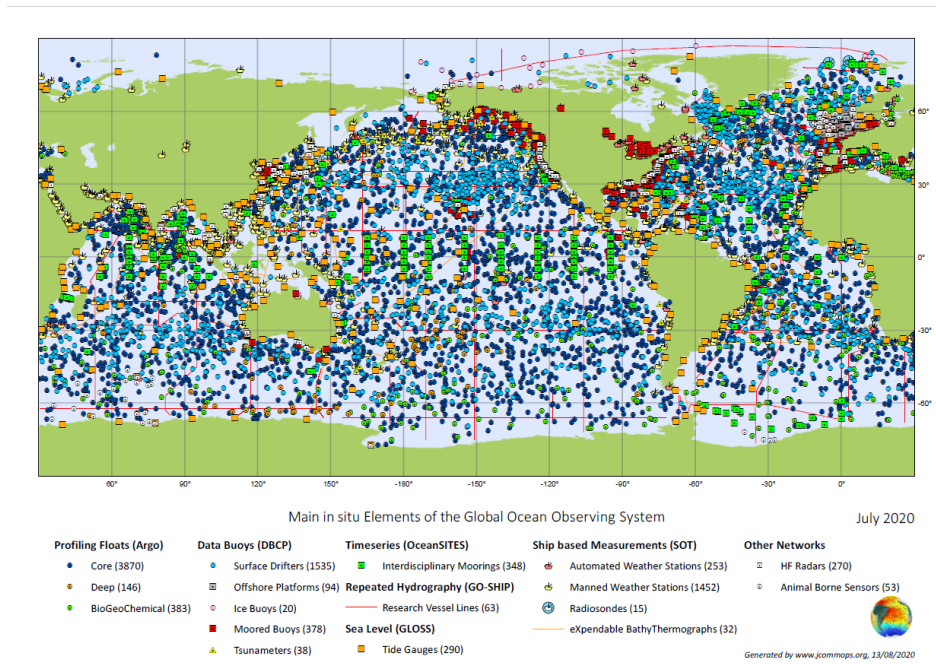 60°
30°
0°
-30°
-60°
60° 90° 120° 150° -180° -150° -120° -90° -60° -30° 0°
Main in situ Elements of the Global Ocean Observing System
July 2020
Profiling Floats (Argo)
Core (3870)
Deep (146)
BioGeoChemical (383)
Data Buoys (DBCP)
Surface Drifters (1535)
Offshore Platforms (94)
Ice Buoys (20)
Moored Buoys (378)
Tsunameters (38)
Timeseries (OceanSITES)
Interdisciplinary Moorings (348)
Repeated Hydrography (GO-SHIP)
Research Vessel Lines (63)
Sea Level (GLOSS)
Tide Gauges (290)
Ship based Measurements (SOT)
Automated Weather Stations (253)
Manned Weather Stations (1452)
Radiosondes (15)
eXpendable BathyThermographs (32)
Other Networks
HF Radars (270)
Animal Borne Sensors (53)
Generated by www.jcommops.org, 13/08/2020